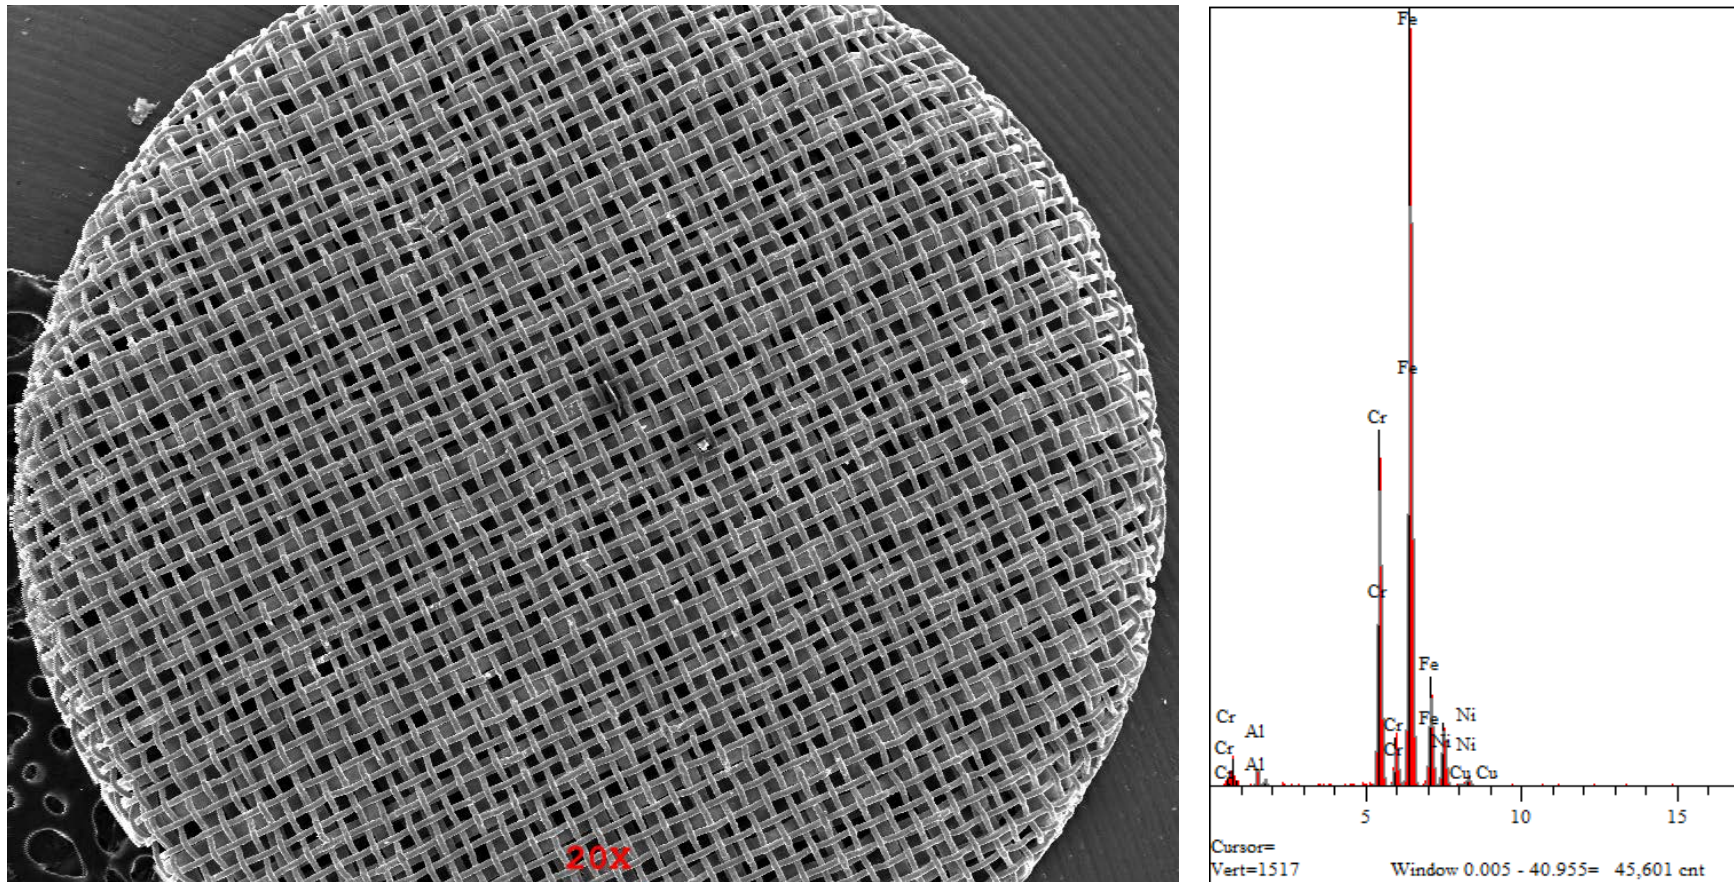 20X
Fe
Fe
Cr
Cr
Fe
Fe
Cr
Cr
Ni
Ni
Ni
Cr
Cr
Cr
Al
Al
Cu
Cu
5
10
15
Cursor=
Vert=1517
Window 0.005 - 40.955= 45,601 cnt